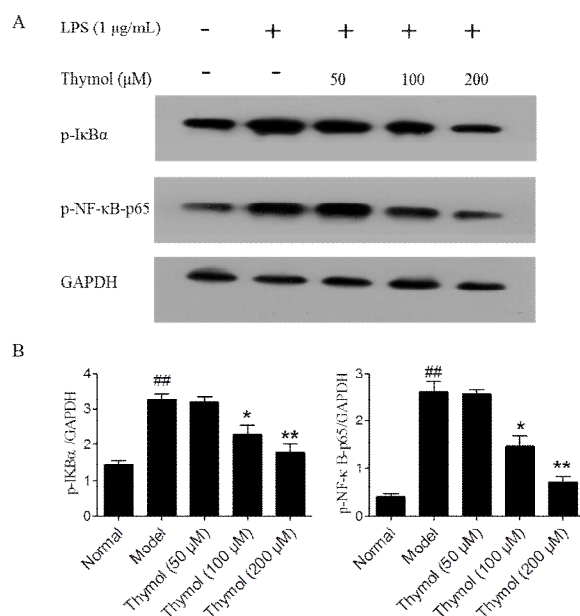 A
LPS (1 μg/mL) - + + + +
Thymol (μM) - - 50 100 200
p-IκBα
p-NF-κB-p65
GAPDH
B
p-IKBα /GAPDH
4
3
2
1
0
##
*
**
Normal
Model
Thymol (50 μM)
Thymol (100 μM)
Thymol (200 μM)
p-NF-κ B-p65/GAPDH
3
2
1
0
##
*
**
Normal
Model
Thymol (50 μM)
Thymol (100 μM)
Thymol (200 μM)